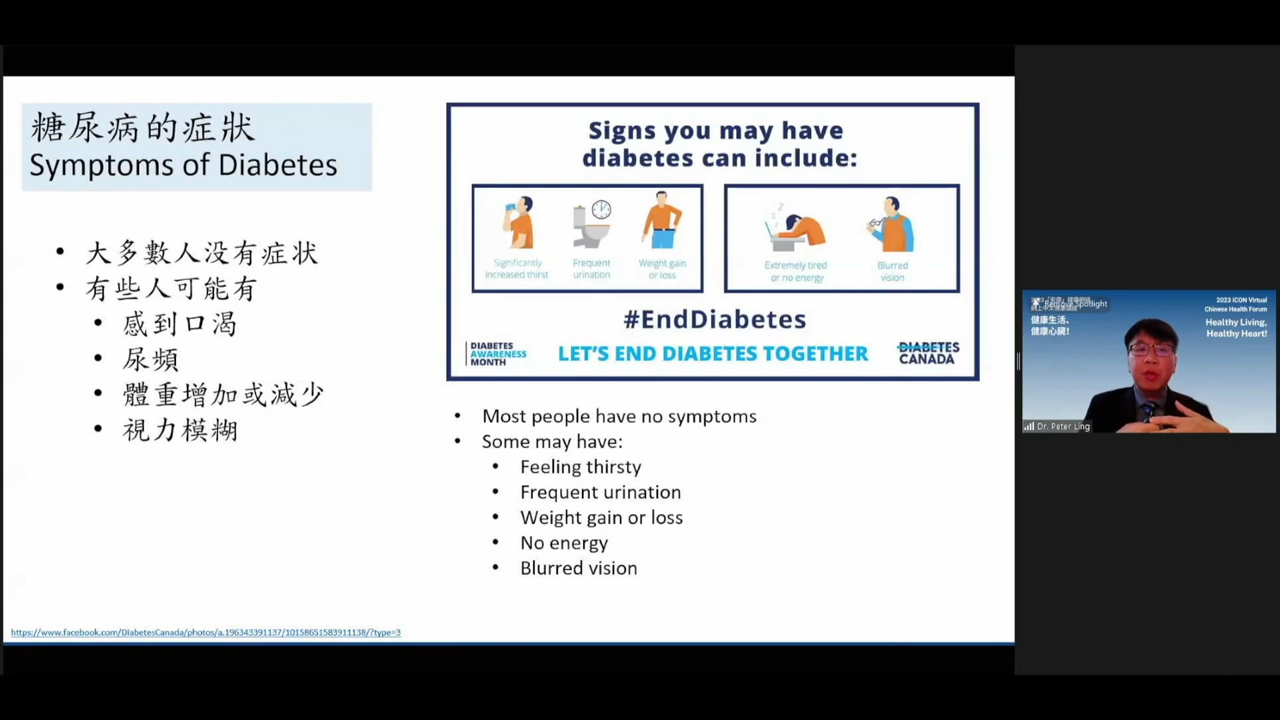 糖尿病的症狀
Symptoms of Diabetes
• 大多數人没有症状
• 有些人可能有
• 感到口渴
• 尿頻
• 體重增加或減少
• 視力模糊
Signs you may have
diabetes can include:
Significantly
increased thirst
Frequent
urination
Weight gain
or loss
Extremely tired
or no energy
Blurred
vision
#EndDiabetes
DIABETES
AWARENESS
MONTH
LET'S END DIABETES TOGETHER
DIABETES
CANADA
• Most people have no symptoms
• Some may have:
• Feeling thirsty
• Frequent urination
• Weight gain or loss
• No energy
• Blurred vision
https://www.facebook.com/DiabetesCanada/photos/a.196343391137/10158651583911138/?type=3
Remove Spotlight
健康生活、
健康心臟!
2023 iCON Virtual
Chinese Health Forum
Healthy Living,
Healthy Heart!
Dr. Peter Ling